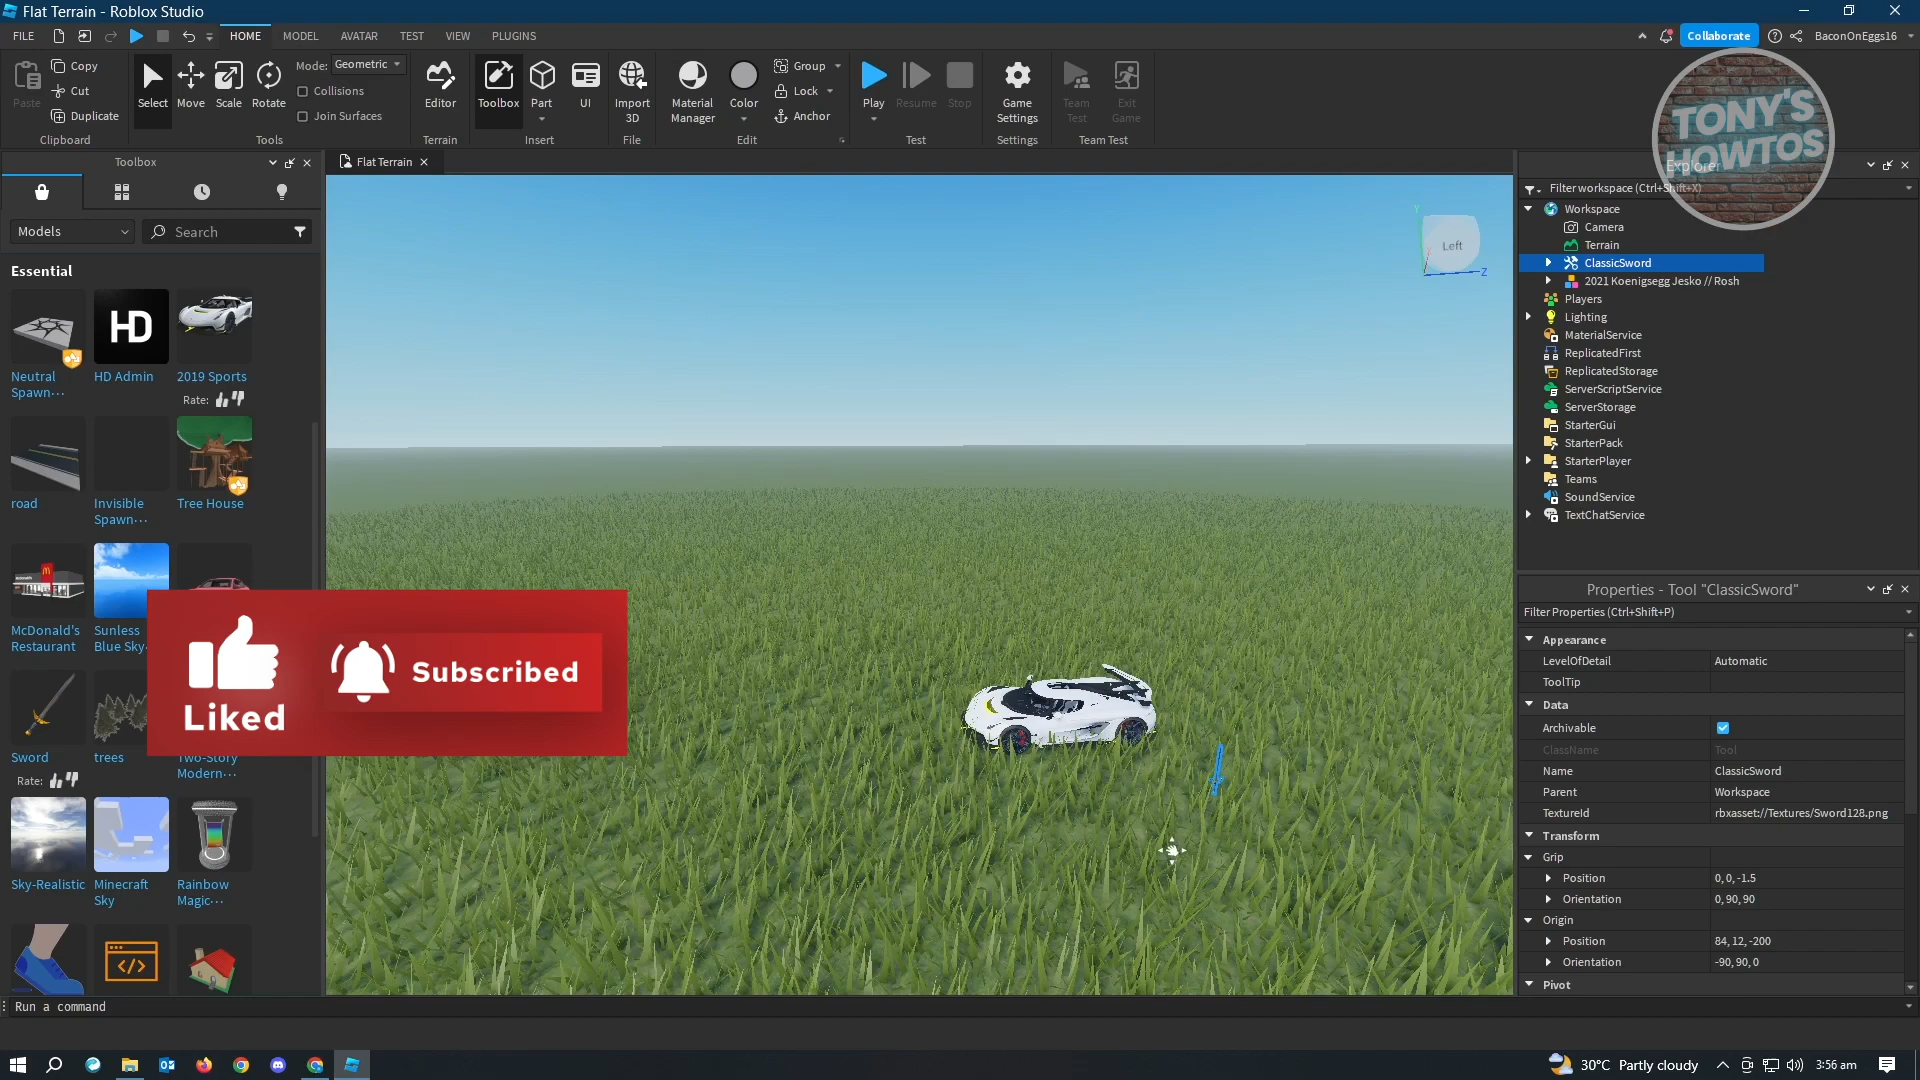 Flat Terrain - Roblox Studio
FILE
HOME
MODEL
AVATAR
TEST
VIEW
PLUGINS
Collaborate
BaconOnEggs16
Paste
Copy
Cut
Duplicate
Clipboard
Select
Move
Scale
Rotate
Mode: Geometric
Collisions
Join Surfaces
Tools
Editor
Terrain
Toolbox
Part
UI
Insert
Import
3D
File
Material
Manager
Color
Group
Lock
Anchor
Edit
Play
Resume
Stop
Test
Game
Settings
Settings
Team
Test
Exit
Game
Team Test
TONY'S
HOWTOS
Toolbox
Models
Search
Essential
Neutral
Spawn...
HD
HD Admin
2019 Sports
Rate:
road
Invisible
Spawn...
Tree House
McDonald's
Restaurant
Sunless
Blue Sky
Sword
Rate:
trees
Two-Story
Modern...
Sky-Realistic
Minecraft
Sky
Rainbow
Magic...
Liked
Subscribed
Flat Terrain
Left
Y
Z
Explorer
Filter workspace (Ctrl+Shift+X)
Workspace
Camera
Terrain
ClassicSword
2021 Koenigsegg Jesko // Rosh
Players
Lighting
MaterialService
ReplicatedFirst
ReplicatedStorage
ServerScriptService
ServerStorage
StarterGui
StarterPack
StarterPlayer
Teams
SoundService
TextChatService
Properties - Tool "ClassicSword"
Filter Properties (Ctrl+Shift+P)
Appearance
LevelOfDetail Automatic
ToolTip
Data
Archivable
ClassName Tool
Name ClassicSword
Parent Workspace
TextureId rbxasset://Textures/Sword128.png
Transform
Grip
Position 0, 0, -1.5
Orientation 0, 90, 90
Origin
Position 84, 12, -200
Orientation -90, 90, 0
Pivot
Run a command
30°C Partly cloudy
3:56 am